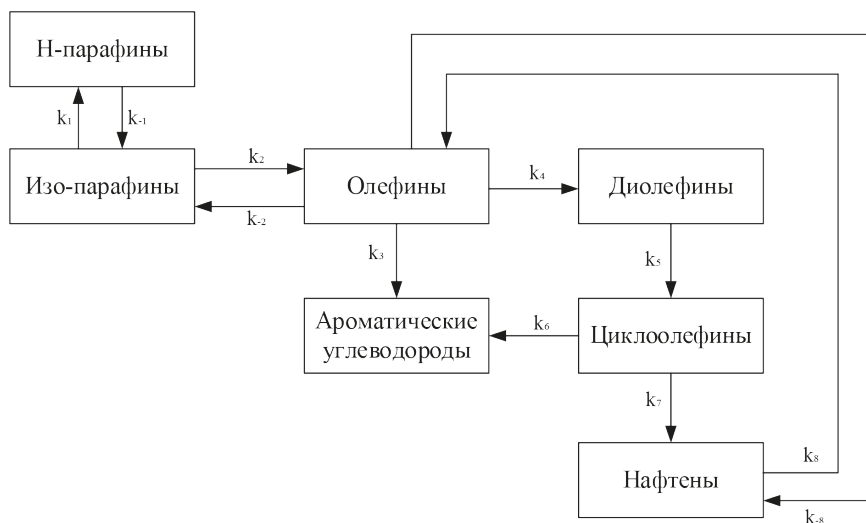 Н-парафины
k₁
k₋₁
Изо-парафины
k₂
k₋₂
Олефины
k₄
Диолефины
k₃
k₅
Ароматические
углеводороды
k₆
Циклоолефины
k₇
Нафтены
k₈
k₋₈